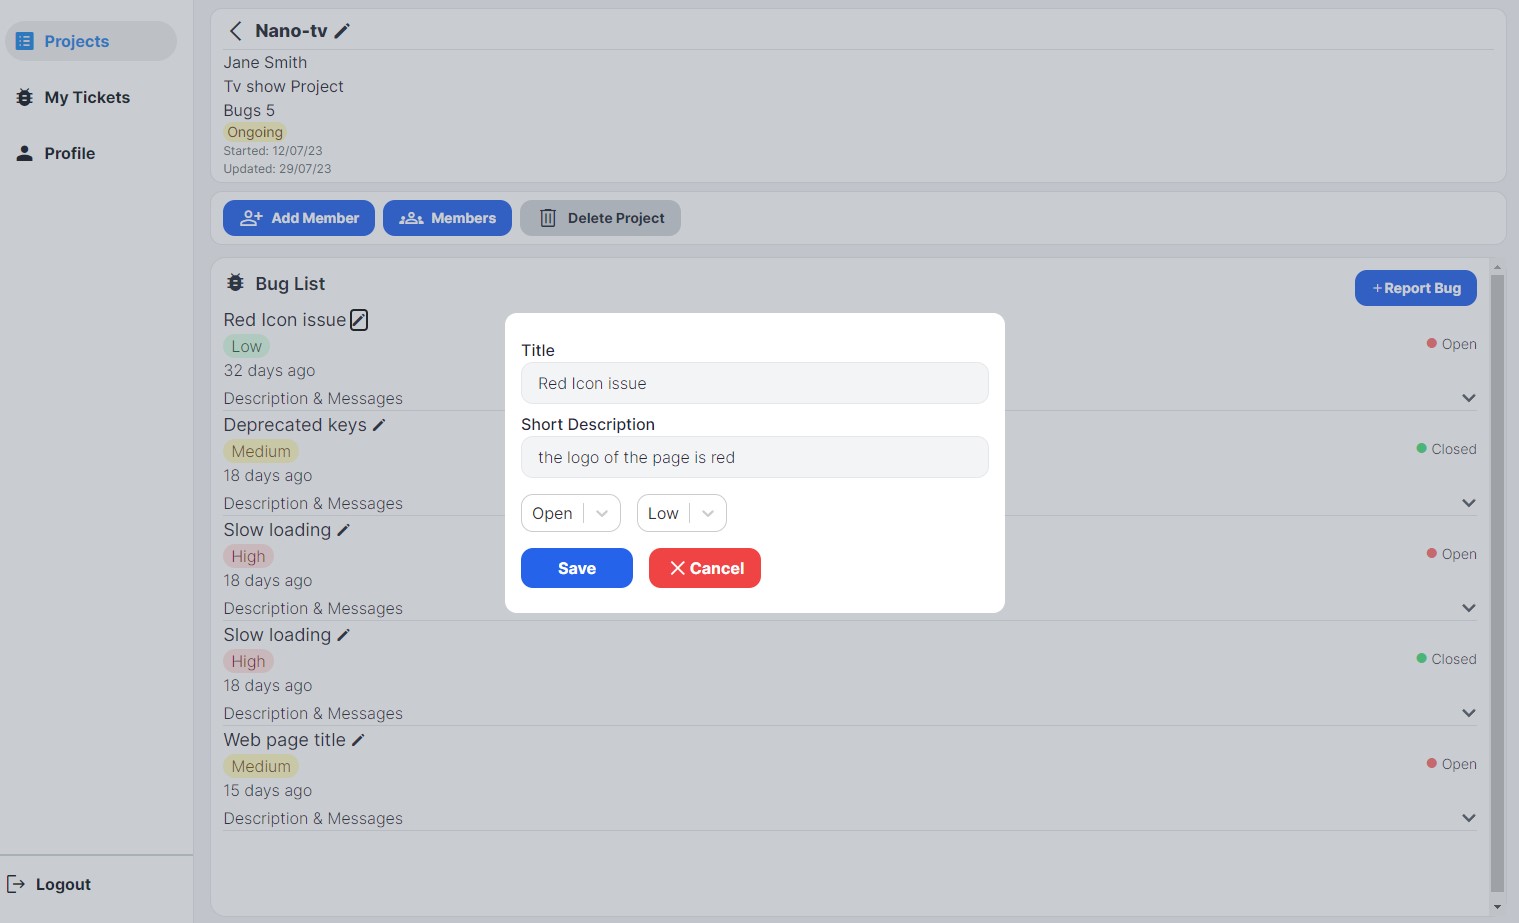 Projects
My Tickets
Profile
Logout
Nano-tv
Jane Smith
Tv show Project
Bugs 5
Ongoing
Started: 12/07/23
Updated: 29/07/23
Add Member
Members
Delete Project
Bug List
+Report Bug
Red Icon issue
Low
Open
32 days ago
Description & Messages
Deprecated keys
Medium
Closed
18 days ago
Description & Messages
Slow loading
High
Open
18 days ago
Description & Messages
Slow loading
High
Closed
18 days ago
Description & Messages
Web page title
Medium
Open
15 days ago
Description & Messages
Title
Red Icon issue
Short Description
the logo of the page is red
Open
Low
Save
Cancel